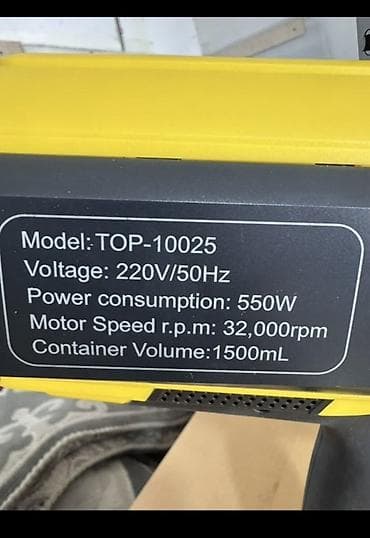 Model: TOP-10025
Voltage: 220V/50Hz
Power consumption: 550W
Motor Speed r.p.m: 32,000rpm
Container Volume:1500mL